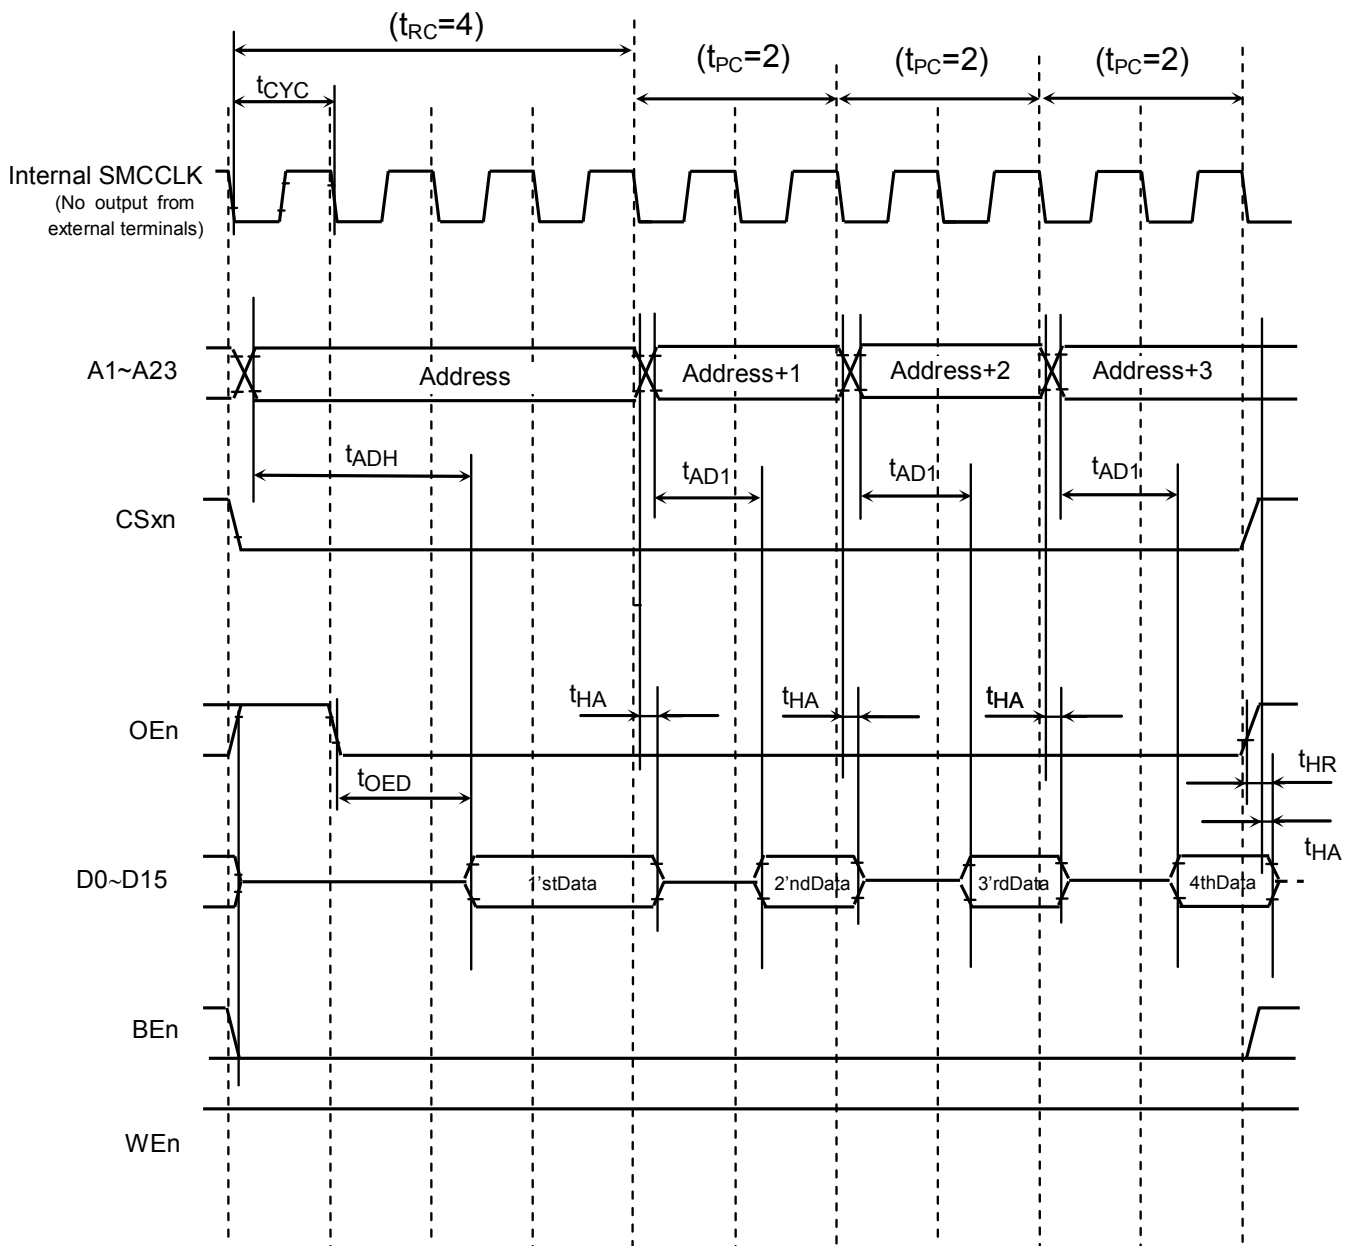 (tRC=4)
(tPC=2)
(tPC=2)
(tPC=2)
tCYC
Internal SMCCLK
(No output from
external terminals)
A1~A23
Address
Address+1
Address+2
Address+3
tADH
tAD1
tAD1
tAD1
CSxn
tHA
tHA
tHA
OEn
tHR
tOED
tHA
D0~D15
1'stData
2'ndData
3'rdData
4thData
BEn
WEn